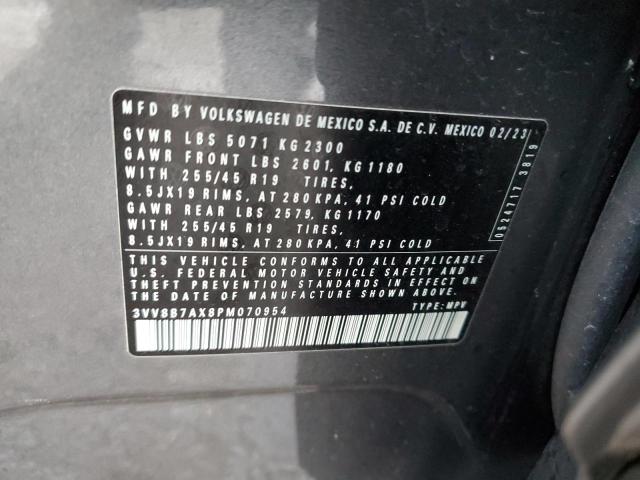 MFD BY VOLKSWAGEN DE MEXICO S.A. DE C.V. MEXICO 02/23
GVWR LBS 5071 KG 2300
GAWR FRONT LBS 2601, KG 1180
WITH 255/45 R19 TIRES,
8.5JX19 RIMS, AT 280 KPA, 41 PSI COLD
GAWR REAR LBS 2579, KG 1170
WITH 255/45 R19 TIRES,
8.5JX19 RIMS, AT 280 KPA, 41 PSI COLD
THIS VEHICLE CONFORMS TO ALL APPLICABLE
U.S. FEDERAL MOTOR VEHICLE SAFETY AND
THEFT PREVENTION STANDARDS IN EFFECT ON
THE DATE OF MANUFACTURE SHOWN ABOVE.
3VV8B7AX8PM070954 TYPE: MPV
0524717 3819